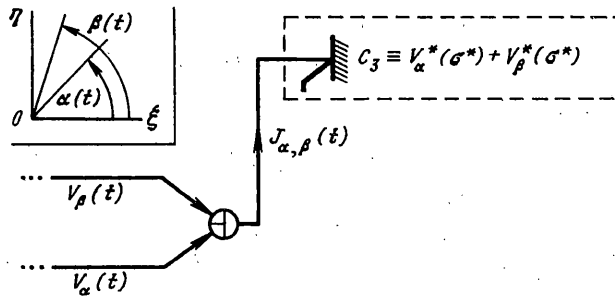 η
β(t)
α(t)
0
ξ
C₃ ≡ V*α(σ*) + V*β(σ*)
Jα,β(t)
... Vβ(t)
... Vα(t)